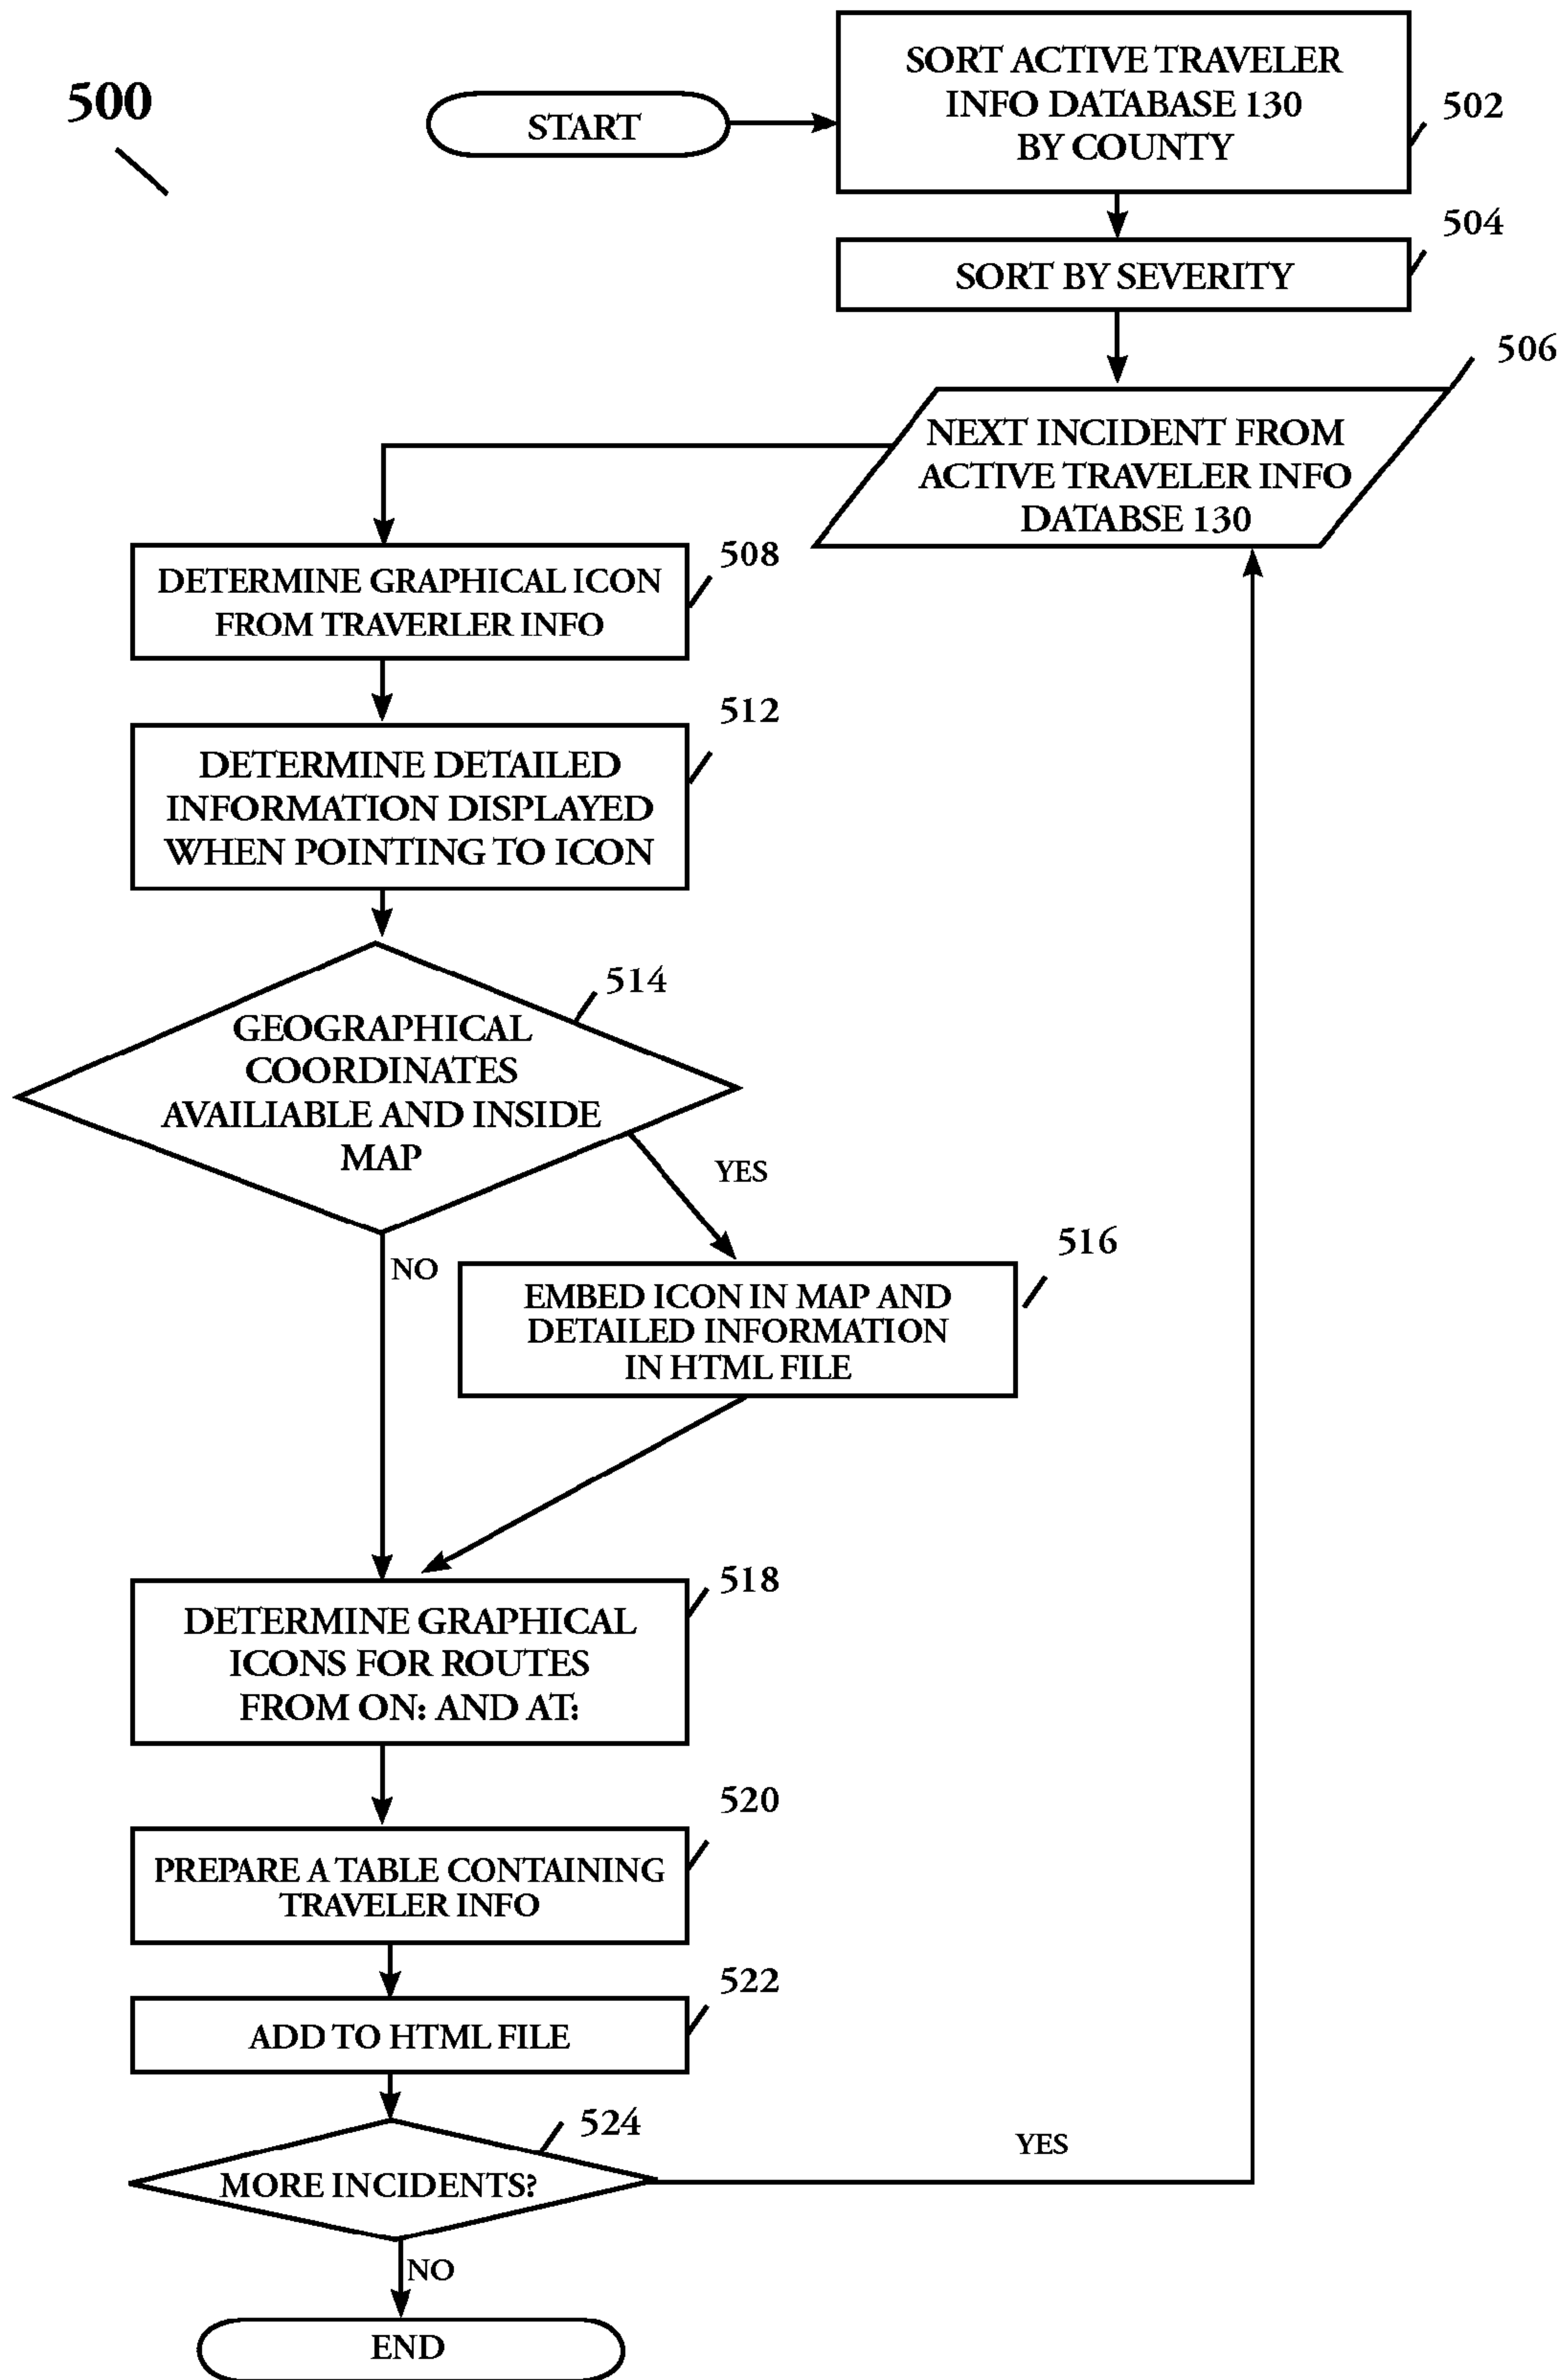 500
START
SORT ACTIVE TRAVELER
INFO DATABASE 130
BY COUNTY
502
504
SORT BY SEVERITY
506
NEXT INCIDENT FROM
ACTIVE TRAVELER INFO
DATABSE 130
508
DETERMINE GRAPHICAL ICON
FROM TRAVERLER INFO
512
DETERMINE DETAILED
INFORMATION DISPLAYED
WHEN POINTING TO ICON
514
GEOGRAPHICAL
COORDINATES
AVAILIABLE AND INSIDE
MAP
YES
NO
516
EMBED ICON IN MAP AND
DETAILED INFORMATION
IN HTML FILE
518
DETERMINE GRAPHICAL
ICONS FOR ROUTES
FROM ON: AND AT:
520
PREPARE A TABLE CONTAINING
TRAVELER INFO
522
ADD TO HTML FILE
524
MORE INCIDENTS?
YES
NO
END